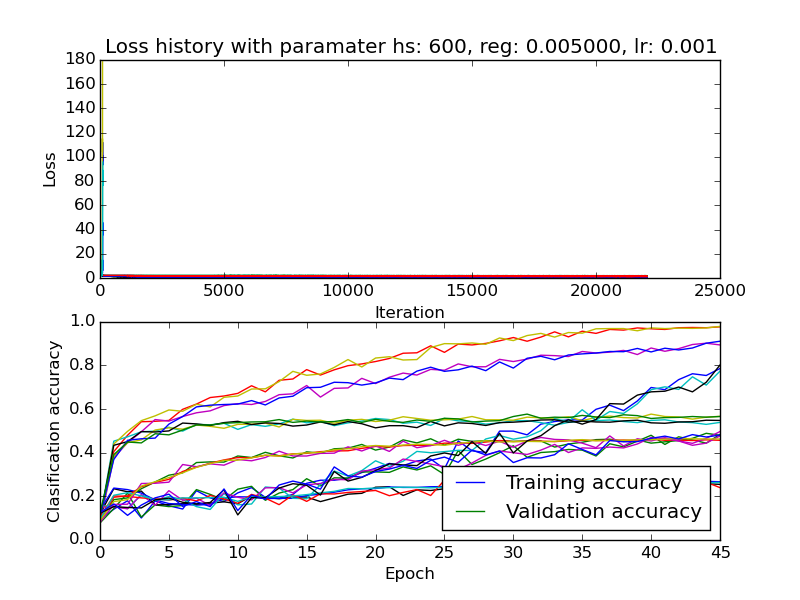 Loss history with paramater hs: 600, reg: 0.005000, lr: 0.001
180
160
140
120
100
80
60
40
20
0
Loss
0 5000 10000 15000 20000 25000
Iteration
1.0
0.8
0.6
0.4
0.2
0.0
Clasification accuracy
Training accuracy
Validation accuracy
0 5 10 15 20 25 30 35 40 45
Epoch